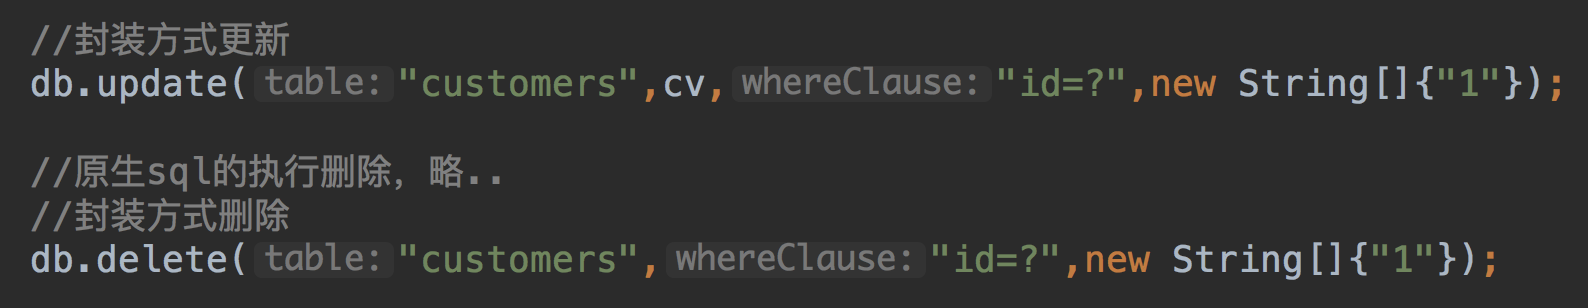 //封装方式更新
db.update( table: "customers",cv, whereClause: "id=?",new String[]{"1"});
//原生sql的执行删除，略..
//封装方式删除
db.delete( table: "customers", whereClause: "id=?",new String[]{"1"});